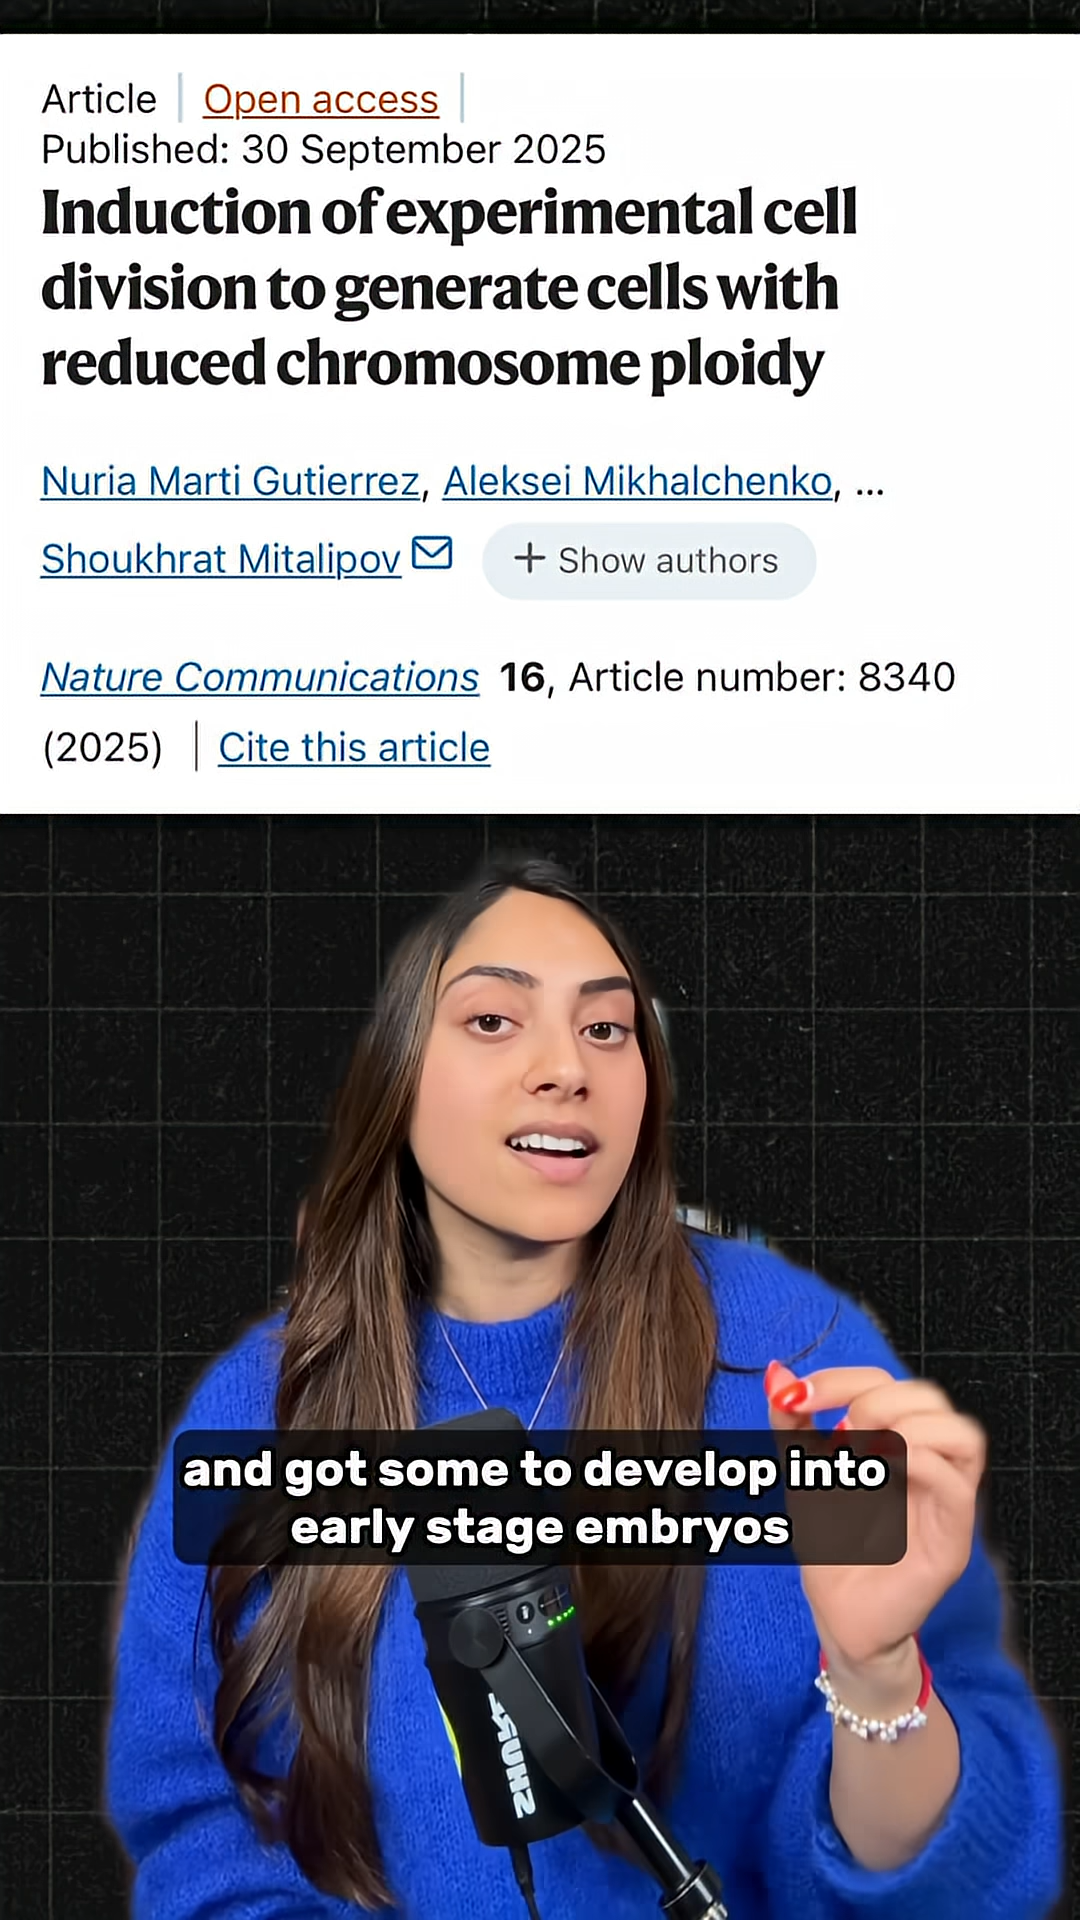 Article | Open access |
Published: 30 September 2025
Induction of experimental cell
division to generate cells with
reduced chromosome ploidy
Nuria Marti Gutierrez, Aleksei Mikhalchenko, ...
Shoukhrat Mitalipov + Show authors
Nature Communications 16, Article number: 8340
(2025) | Cite this article
and got some to develop into
early stage embryos
SHURE